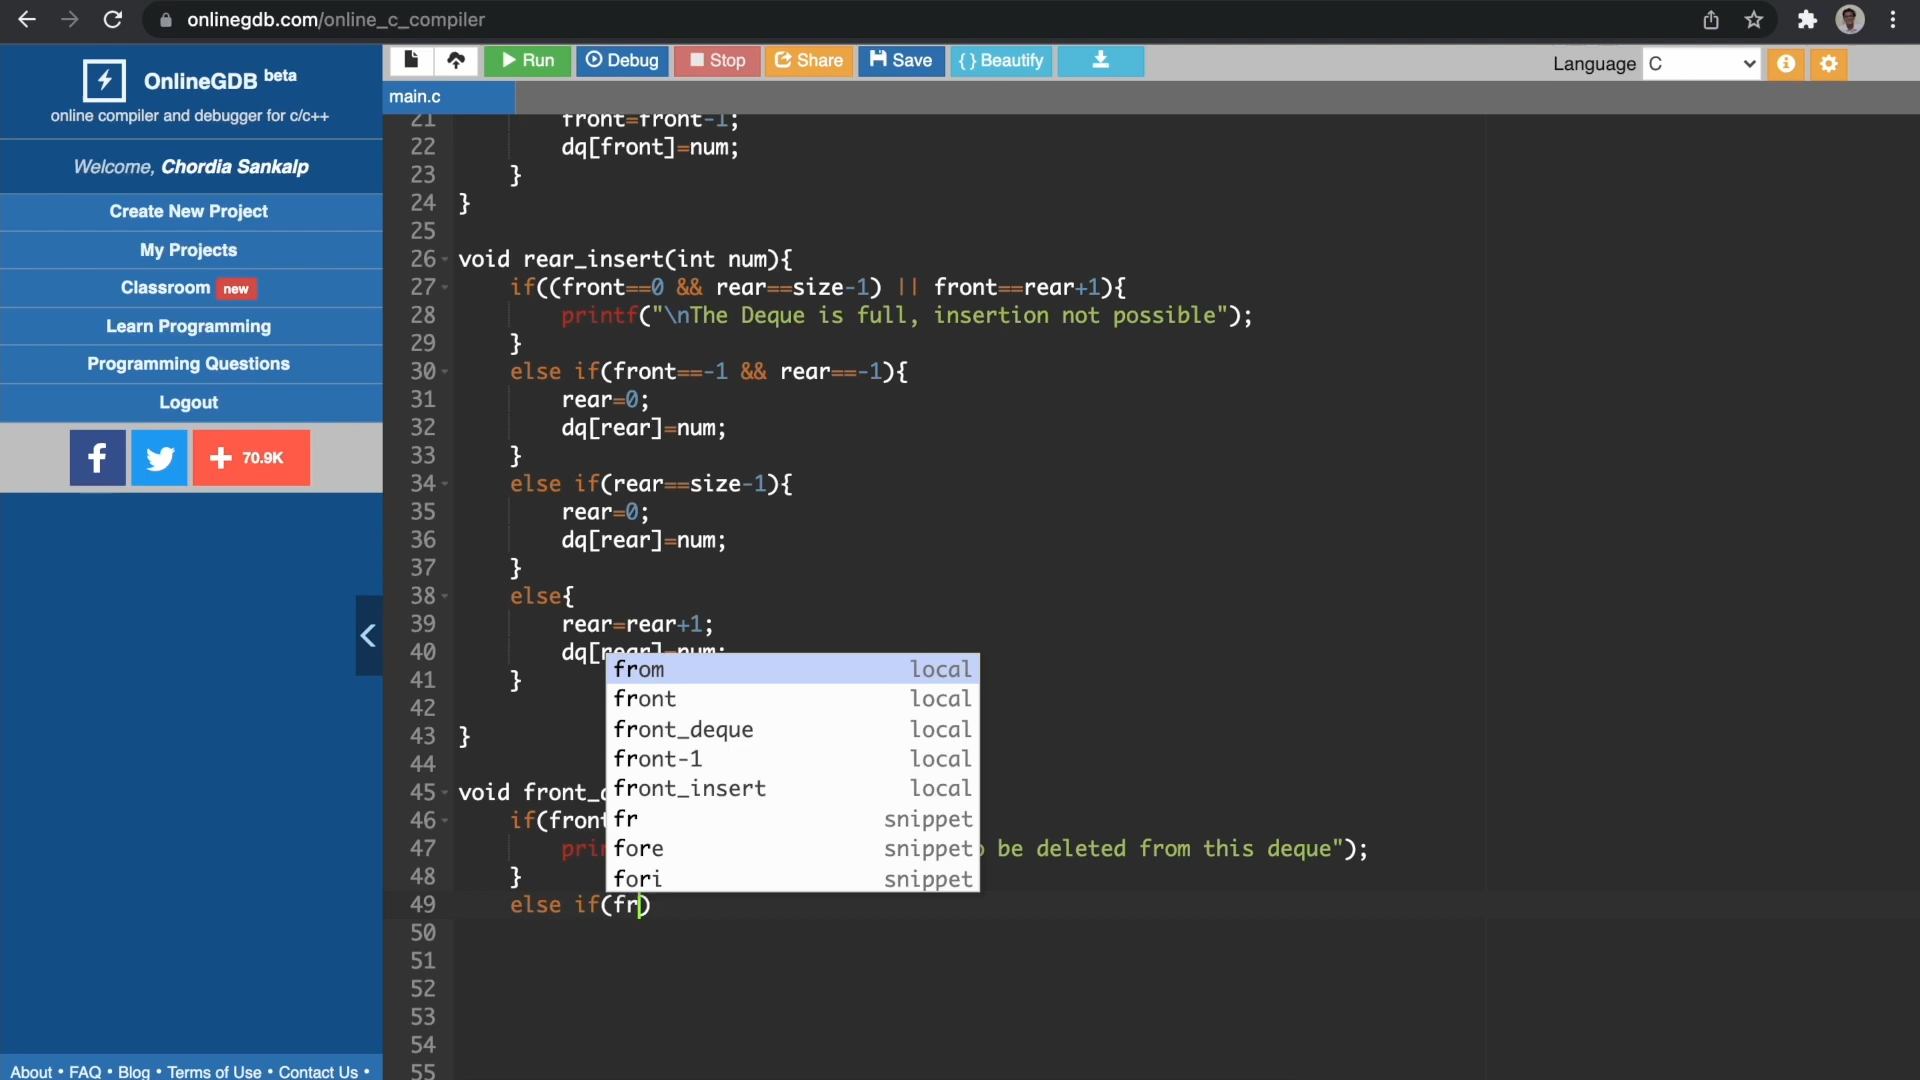 onlinegdb.com/online_c_compiler
OnlineGDB beta
online compiler and debugger for c/c++
Welcome, Chordia Sankalp
Create New Project
My Projects
Classroom new
Learn Programming
Programming Questions
Logout
+ 70.9K
About • FAQ • Blog • Terms of Use • Contact Us •
Run Debug Stop Share Save {} Beautify
Language C
main.c
21 front=front-1;
22 dq[front]=num;
23 }
24 }
25
26 void rear_insert(int num){
27 if((front==0 && rear==size-1) || front==rear+1){
28 printf("\nThe Deque is full, insertion not possible");
29 }
30 else if(front==-1 && rear==-1){
31 rear=0;
32 dq[rear]=num;
33 }
34 else if(rear==size-1){
35 rear=0;
36 dq[rear]=num;
37 }
38 else{
39 rear=rear+1;
40 dq[rear]=num;
41 }
42
43 }
44
45 void front_
46 if(front
47 be deleted from this deque");
48 }
49 else if(fr)
50
51
52
53
54
55
from local
front local
front_deque local
front-1 local
front_insert local
fr snippet
fore snippet
fori snippet